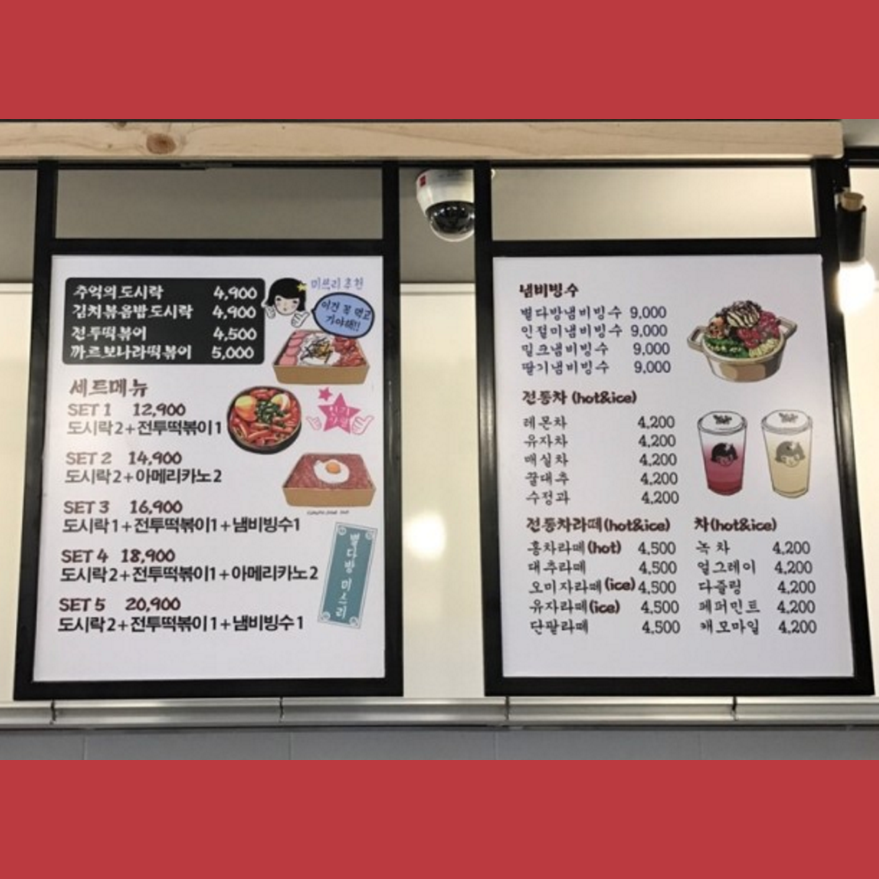 추억의도시락 4,900
김치볶음밥도시락 4,900
전투떡볶이 4,500
까르보나라떡볶이 5,000
미쓰리 추천
이건 꼭 먹고
가야해!!
세트메뉴
SET 1 12,900
도시락2+전투떡볶이1
인기
SET 2 14,900
도시락2+아메리카노2
SET 3 16,900
도시락1+전투떡볶이1+냄비빙수1
SET 4 18,900
도시락2+전투떡볶이1+아메리카노2
SET 5 20,900
도시락2+전투떡볶이1+냄비빙수1
별다방 미스리
냄비빙수
별다방냄비빙수 9,000
인절미냄비빙수 9,000
밀크냄비빙수 9,000
딸기냄비빙수 9,000
전통차 (hot&ice)
레몬차 4,200
유자차 4,200
매실차 4,200
꿀대추 4,200
수정과 4,200
전통차라떼(hot&ice)
홍차라떼(hot) 4,500
대추라떼 4,500
오미자라떼(ice) 4,500
유자라떼(ice) 4,500
단팥라떼 4,500
차(hot&ice)
녹차 4,200
얼그레이 4,200
다즐링 4,200
페퍼민트 4,200
캐모마일 4,200